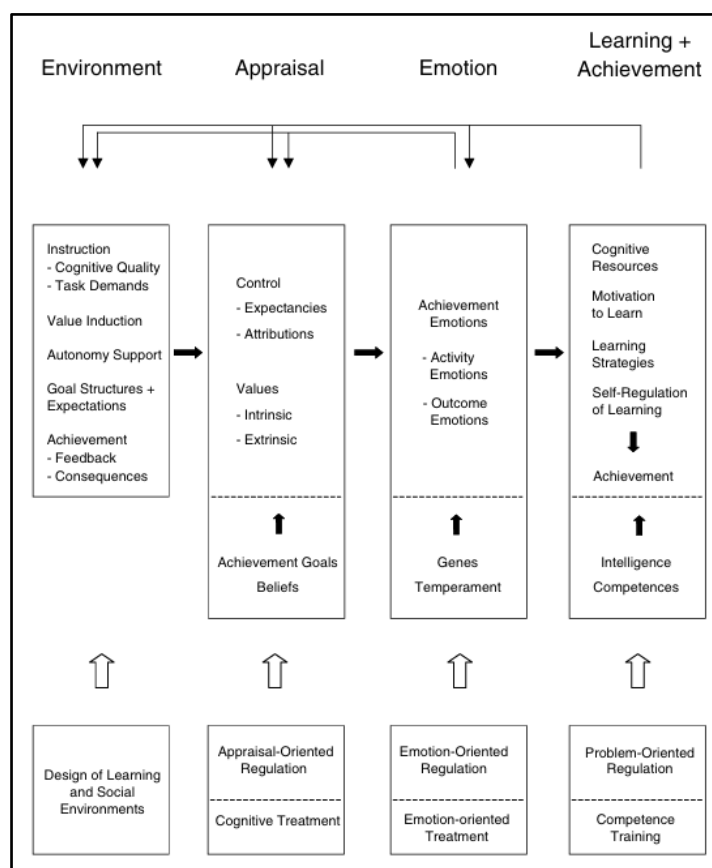 Environment
Appraisal
Emotion
Learning +
Achievement
Instruction
- Cognitive Quality
- Task Demands
Value Induction
Autonomy Support
Goal Structures +
Expectations
Achievement
- Feedback
- Consequences
Control
- Expectancies
- Attributions
Values
- Intrinsic
- Extrinsic
Achievement Goals
Beliefs
Achievement
Emotions
- Activity
Emotions
- Outcome
Emotions
Genes
Temperament
Cognitive
Resources
Motivation
to Learn
Learning
Strategies
Self-Regulation
of Learning
Achievement
Intelligence
Competences
Design of Learning
and Social
Environments
Appraisal-Oriented
Regulation
Cognitive Treatment
Emotion-Oriented
Regulation
Emotion-oriented
Treatment
Problem-Oriented
Regulation
Competence
Training